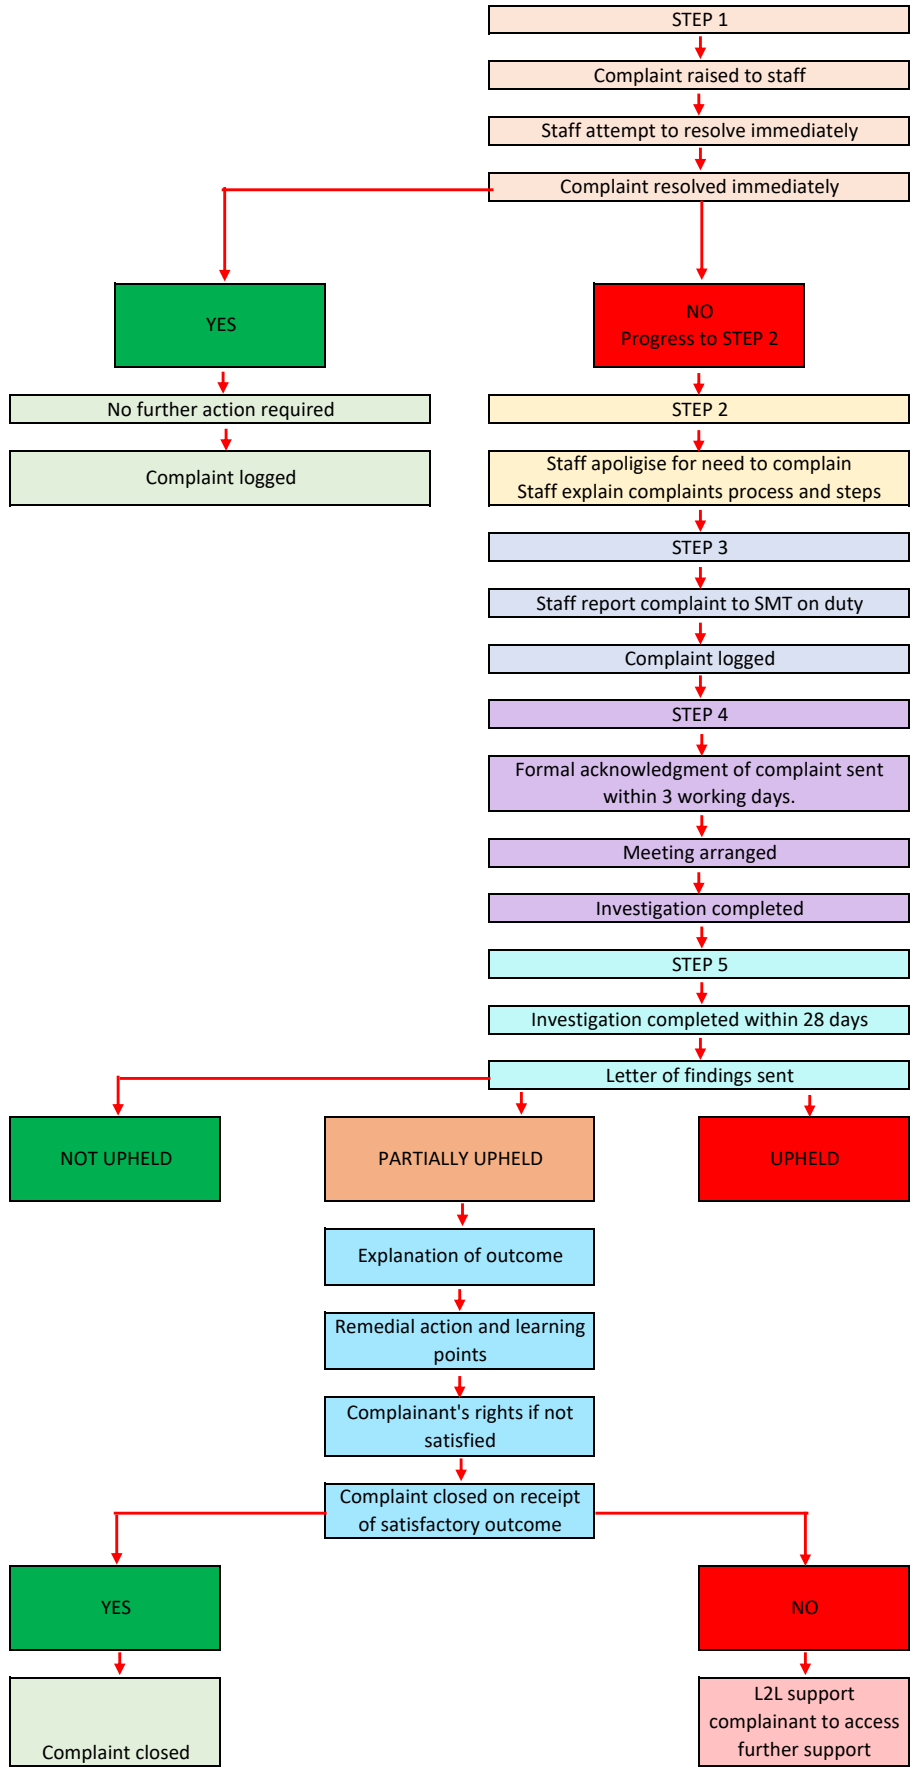 STEP 1
Complaint raised to staff
Staff attempt to resolve immediately
Complaint resolved immediately
YES
NO
Progress to STEP 2
No further action required
STEP 2
Complaint logged
Staff apoligise for need to complain
Staff explain complaints process and steps
STEP 3
Staff report complaint to SMT on duty
Complaint logged
STEP 4
Formal acknowledgment of complaint sent
within 3 working days.
Meeting arranged
Investigation completed
STEP 5
Investigation completed within 28 days
Letter of findings sent
NOT UPHELD
PARTIALLY UPHELD
UPHELD
Explanation of outcome
Remedial action and learning
points
Complainant's rights if not
satisfied
Complaint closed on receipt
of satisfactory outcome
YES
NO
Complaint closed
L2L support
complainant to access
further support